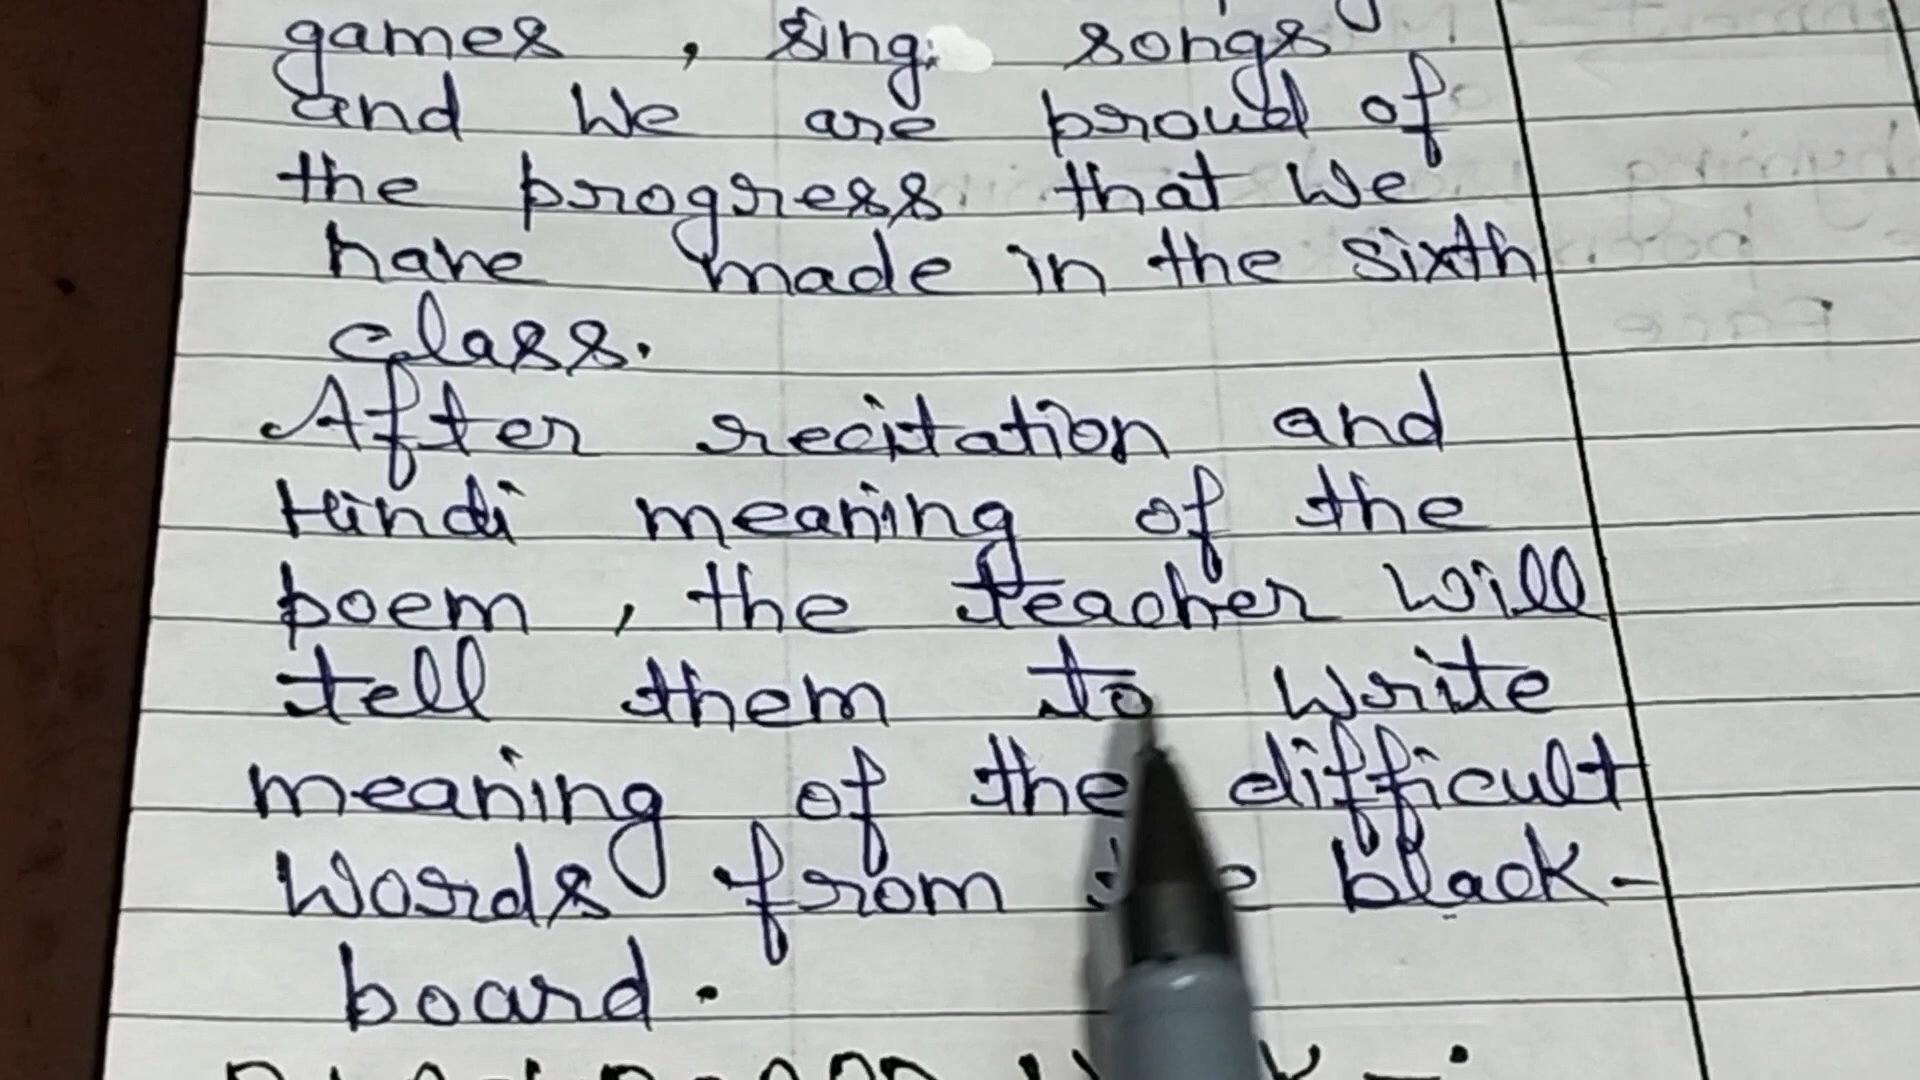 games , sing songs
and We are proud of
the progress that We
have made in the sixth
class.
After recitation and
Hindi meaning of the
poem , the teacher will
tell them to write
meaning of the difficult
Words from black-
board .